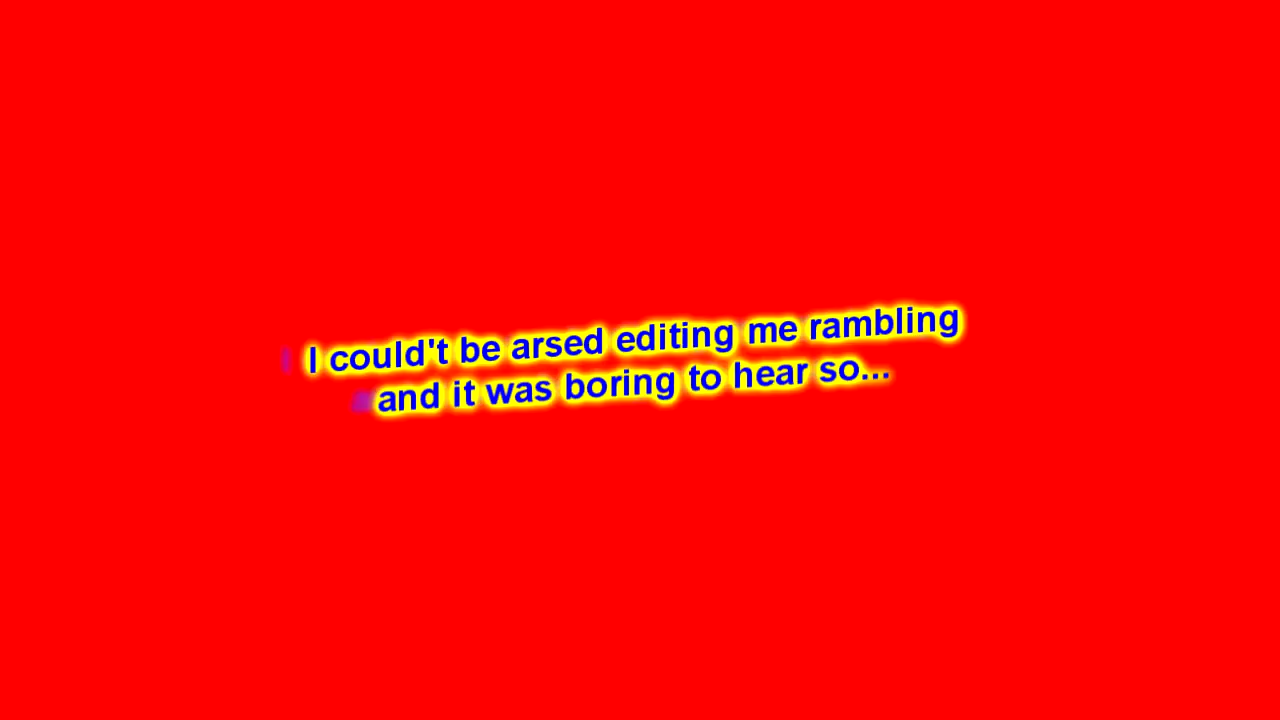 I could't be arsed editing me rambling
and it was boring to hear so...